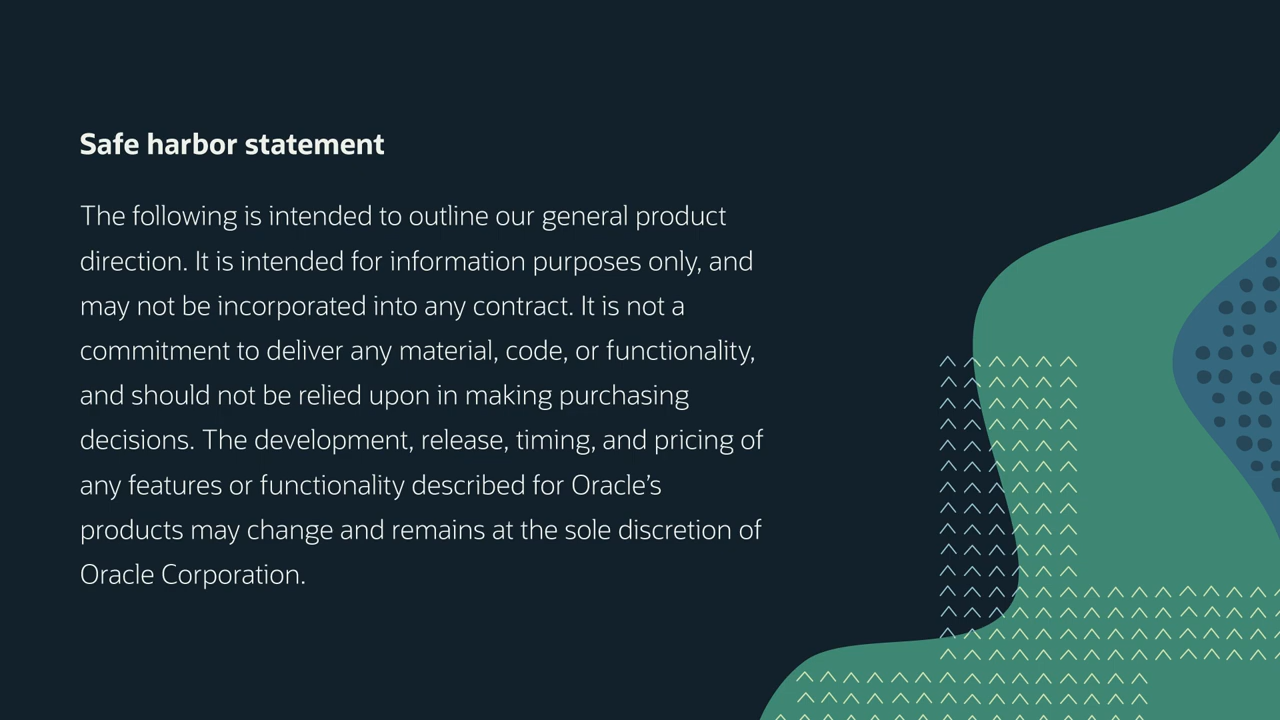 Safe harbor statement
The following is intended to outline our general product
direction. It is intended for information purposes only, and
may not be incorporated into any contract. It is not a
commitment to deliver any material, code, or functionality,
and should not be relied upon in making purchasing
decisions. The development, release, timing, and pricing of
any features or functionality described for Oracle’s
products may change and remains at the sole discretion of
Oracle Corporation.